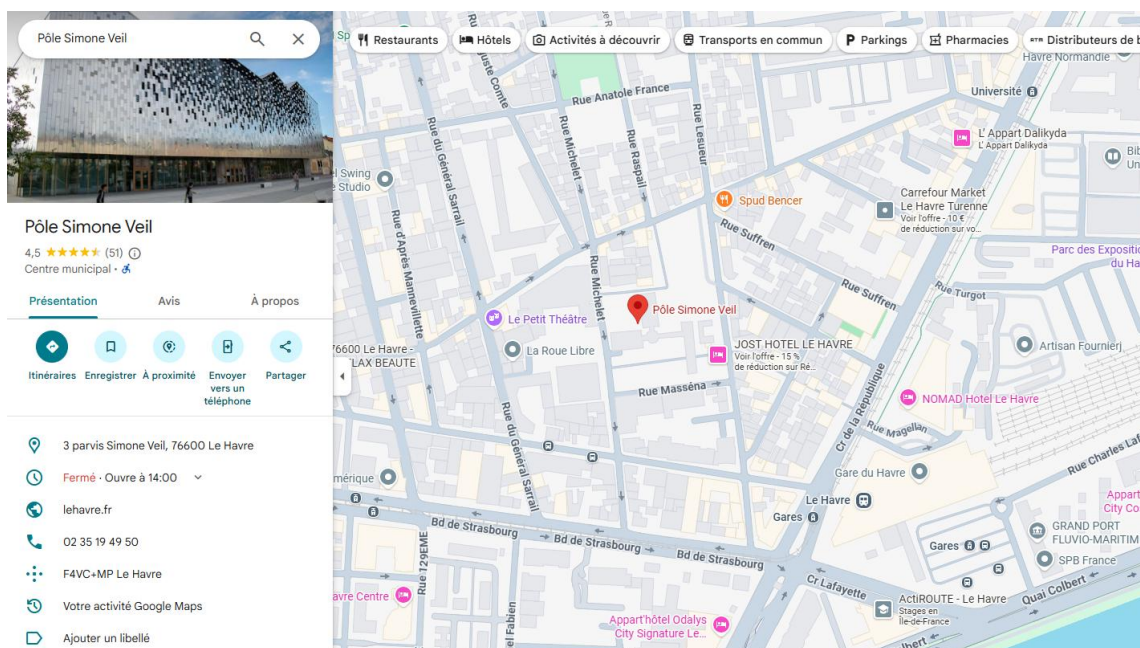 Pôle Simone Veil
Pôle Simone Veil
4,5 ★★★★★ (51)
Centre municipal ·
Présentation
Avis
À propos
Itinéraires
Enregistrer
À proximité
Envoyer
vers un
téléphone
Partager
3 parvis Simone Veil, 76600 Le Havre
Fermé · Ouvre à 14:00
lehavre.fr
02 35 19 49 50
F4VC+MP Le Havre
Votre activité Google Maps
Ajouter un libellé
Restaurants
Hôtels
Activités à découvrir
Transports en commun
P Parkings
Pharmacies
ATM Distributeurs de b
Havre Normandie
Université
Rue Anatole France
Rue du Général Sarrail
Rue Michelet
Rue Raspail
Rue Lesueur
L' Appart Dalikyda
L' Appart Dalikyda
Swing
Studio
Rue d'Après Mannevillette
Spud Bencer
Carrefour Market
Le Havre Turenne
Voir l'offre - 10 €
de réduction sur vo...
Rue Suffren
Parc des Expositio
du Ha
Rue Suffren
Rue Turgot
Rue Michelet
Pôle Simone Veil
Le Petit Théâtre
La Roue Libre
76600 Le Havre -
LAX BEAUTE
JOST HOTEL LE HAVRE
Voir l'offre - 15 %
de réduction sur Ré...
Artisan Fournierj
Rue Masséna
NOMAD Hotel Le Havre
Cr de la République
Rue Magellan
Rue du Général Sarrail
Gare du Havre
Rue Charles Laf
mérique
Le Havre
Gares
Appart
City Co
Bd de Strasbourg
Bd de Strasbourg
Bd de Strasbourg
GRAND PORT
FLUVIO-MARITIM
Gares
SPB France
Rue 129EME
Cr Lafayette
Quai Colbert
avre Centre
ActiROUTE - Le Havre
Stages en
Île-de-France
Appart'hôtel Odalys
City Signature Le...
el Fabien
lbert